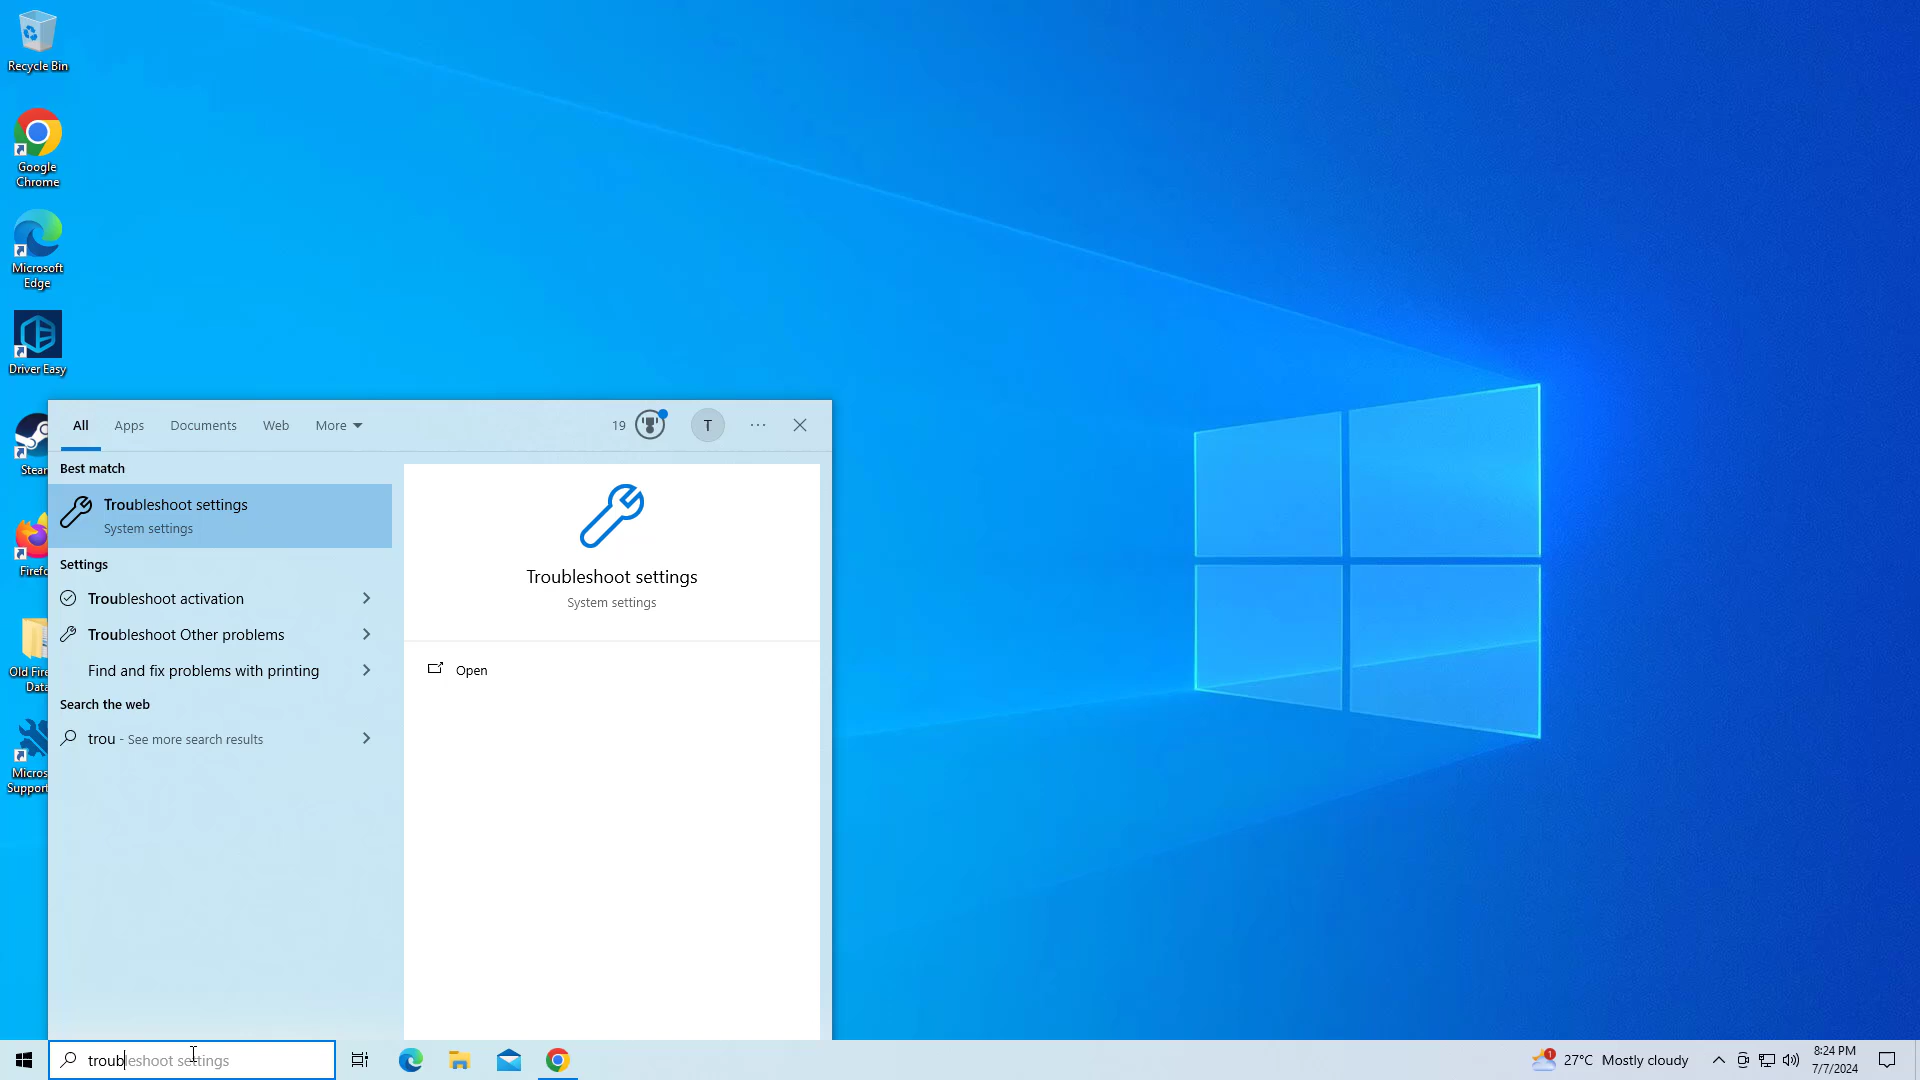 Recycle Bin
Google
Chrome
Microsoft
Edge
Driver Easy
All
Apps
Documents
Web
More
19
T
Best match
Troubleshoot settings
System settings
Settings
Troubleshoot activation
Troubleshoot Other problems
Find and fix problems with printing
Search the web
trou - See more search results
Troubleshoot settings
System settings
Open
Stear
Firefo
Old Fire
Data
Micros
Support
troubleshoot settings
1
27°C Mostly cloudy
8:24 PM
7/7/2024